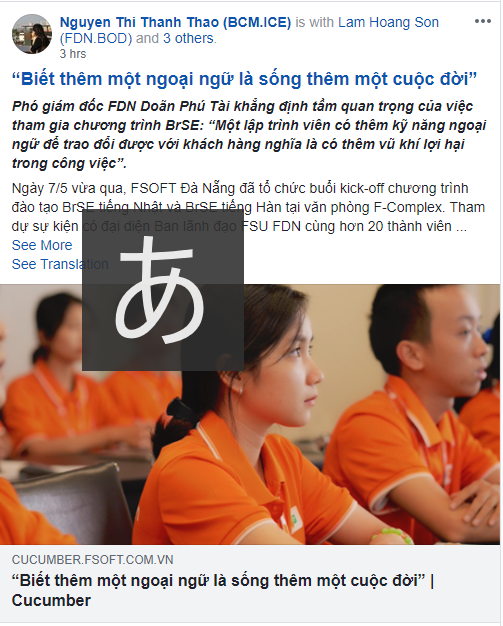 Nguyen Thi Thanh Thao (BCM.ICE) is with Lam Hoang Son
(FDN.BOD) and 3 others.
3 hrs
“Biết thêm một ngoại ngữ là sống thêm một cuộc đời”
Phó giám đốc FDN Doãn Phú Tài khẳng định tầm quan trọng của việc
tham gia chương trình BrSE: “Một lập trình viên có thêm kỹ năng ngoại
ngữ để trao đổi được với khách hàng nghĩa là có thêm vũ khí lợi hại
trong công việc”.
Ngày 7/5 vừa qua, FSOFT Đà Nẵng đã tổ chức buổi kick-off chương trình
đào tạo BrSE tiếng Nhật và BrSE tiếng Hàn tại văn phòng F-Complex. Tham
dự sự kiện có đại diện Ban lãnh đạo FSU FDN cùng hơn 20 thành viên ...
See More
See Translation
あ
CUCUMBER.FSOFT.COM.VN
“Biết thêm một ngoại ngữ là sống thêm một cuộc đời” |
Cucumber